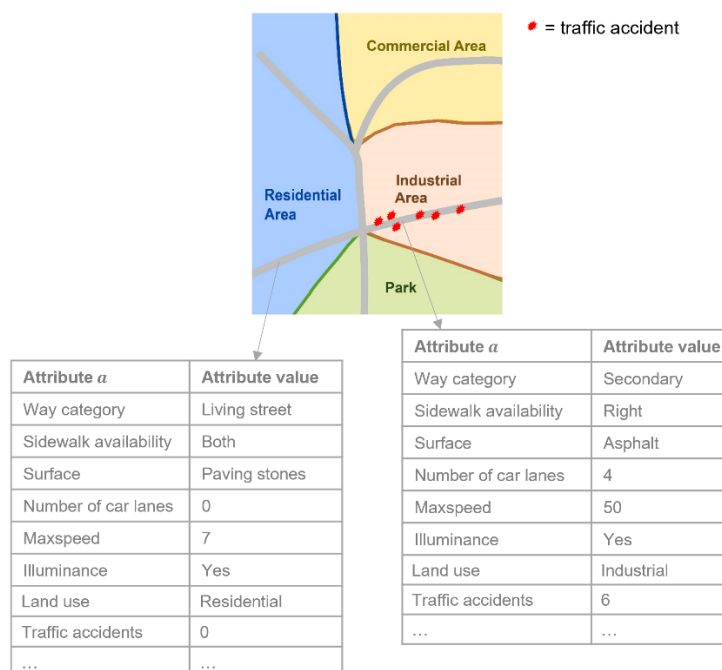 = traffic accident
Commercial Area
Residential
Area
Industrial
Area
Park
Attribute a Attribute value
Way category Living street
Sidewalk availability Both
Surface Paving stones
Number of car lanes 0
Maxspeed 7
Illuminance Yes
Land use Residential
Traffic accidents 0
... ...
Attribute a Attribute value
Way category Secondary
Sidewalk availability Right
Surface Asphalt
Number of car lanes 4
Maxspeed 50
Illuminance Yes
Land use Industrial
Traffic accidents 6
... ...